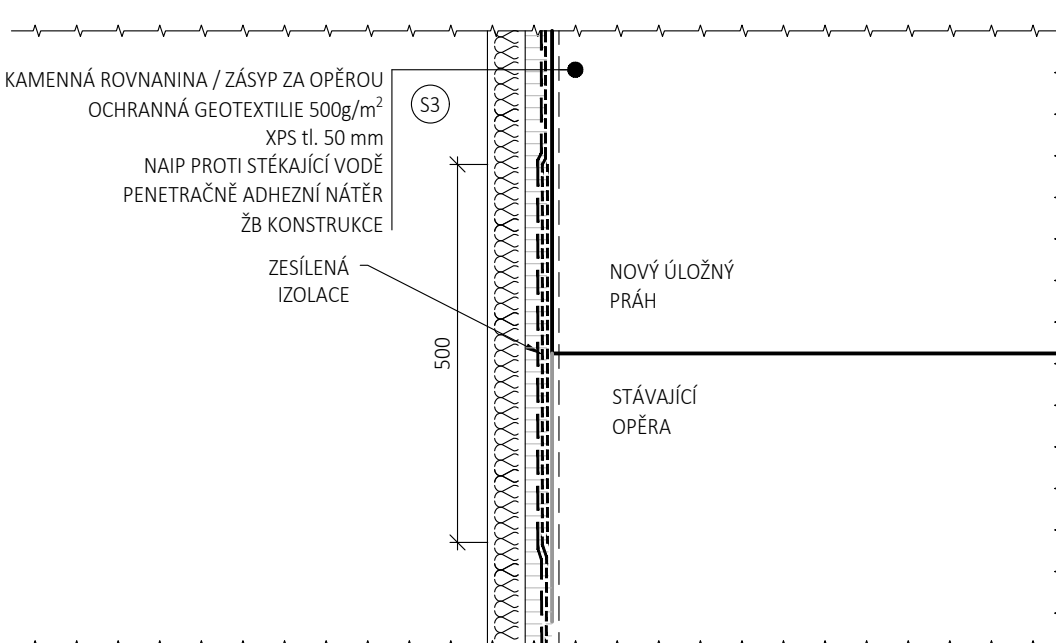 KAMENNÁ ROVNANINA / ZÁSYP ZA OPĚROU
OCHRANNÁ GEOTEXTILIE 500g/m²
XPS tl. 50 mm
NAIP PROTI STÉKAJÍCÍ VODĚ
PENETRAČNĚ ADHEZNÍ NÁTĚR
ŽB KONSTRUKCE
S3
ZESÍLENÁ
IZOLACE
500
NOVÝ ÚLOŽNÝ
PRÁH
STÁVAJÍCÍ
OPĚRA